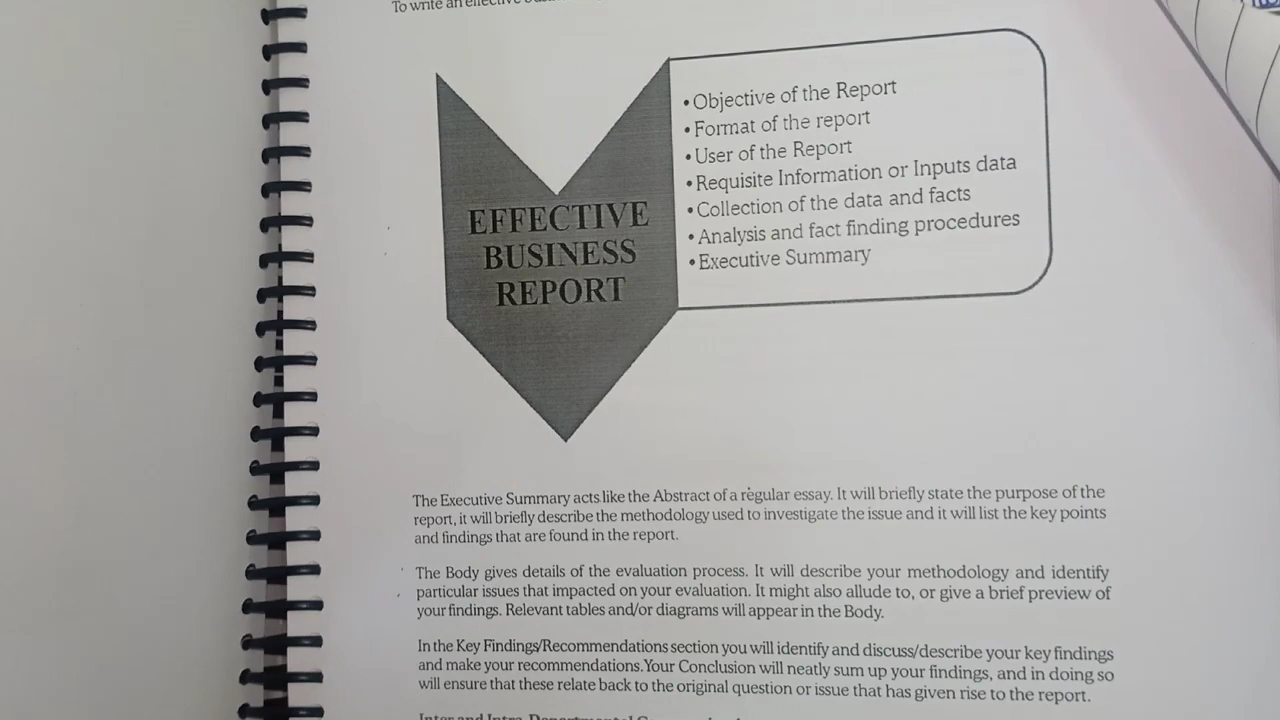 To write an effective
EFFECTIVE
BUSINESS
REPORT
• Objective of the Report
• Format of the report
• User of the Report
• Requisite Information or Inputs data
• Collection of the data and facts
• Analysis and fact finding procedures
• Executive Summary
The Executive Summary acts like the Abstract of a regular essay. It will briefly state the purpose of the
report, it will briefly describe the methodology used to investigate the issue and it will list the key points
and findings that are found in the report.
The Body gives details of the evaluation process. It will describe your methodology and identify
particular issues that impacted on your evaluation. It might also allude to, or give a brief preview of
your findings. Relevant tables and/or diagrams will appear in the Body.
In the Key Findings/Recommendations section you will identify and discuss/describe your key findings
and make your recommendations.Your Conclusion will neatly sum up your findings, and in doing so
will ensure that these relate back to the original question or issue that has given rise to the report.
Inter and Intra-Departmental